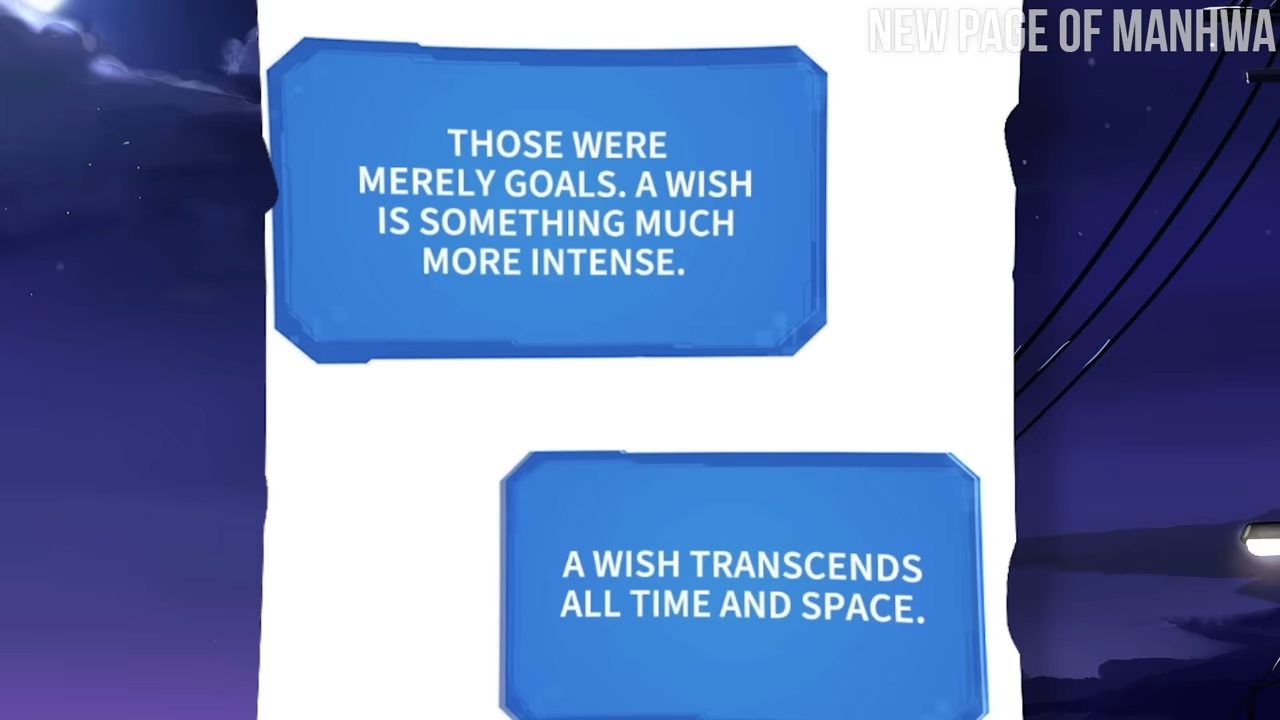 NEW PAGE OF MANHWA
THOSE WERE
MERELY GOALS. A WISH
IS SOMETHING MUCH
MORE INTENSE.
A WISH TRANSCENDS
ALL TIME AND SPACE.